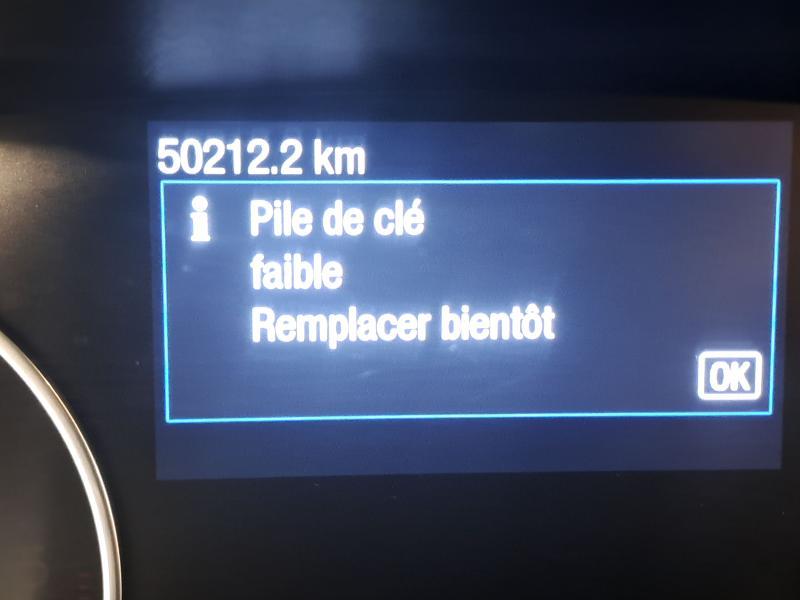 50212.2 km
i Pile de clé
faible
Remplacer bientôt
OK